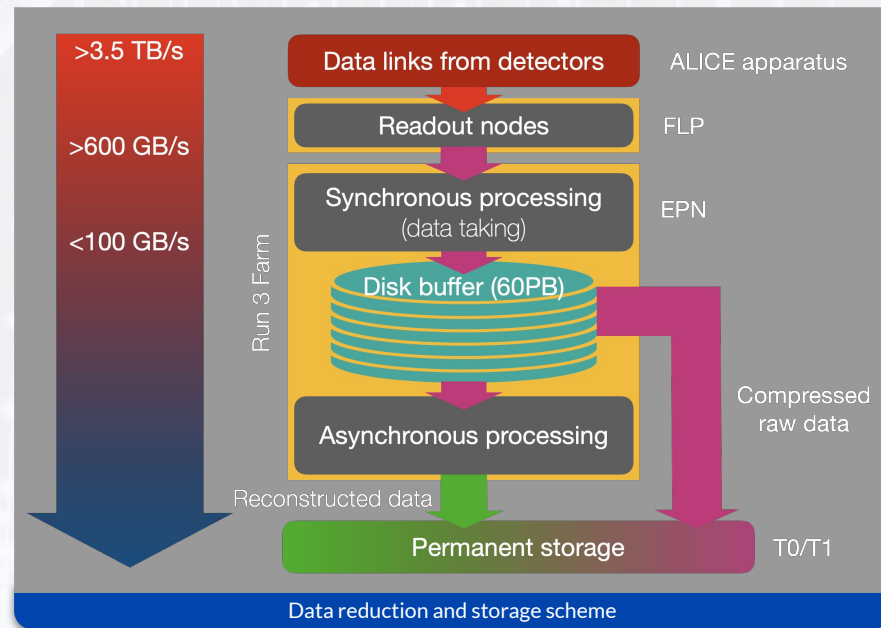 >3.5 TB/s
>600 GB/s
<100 GB/s
Data links from detectors
ALICE apparatus
Readout nodes
FLP
Synchronous processing
(data taking)
EPN
Run 3 Farm
Disk buffer (60PB)
Asynchronous processing
Compressed
raw data
Reconstructed data
Permanent storage
T0/T1
Data reduction and storage scheme